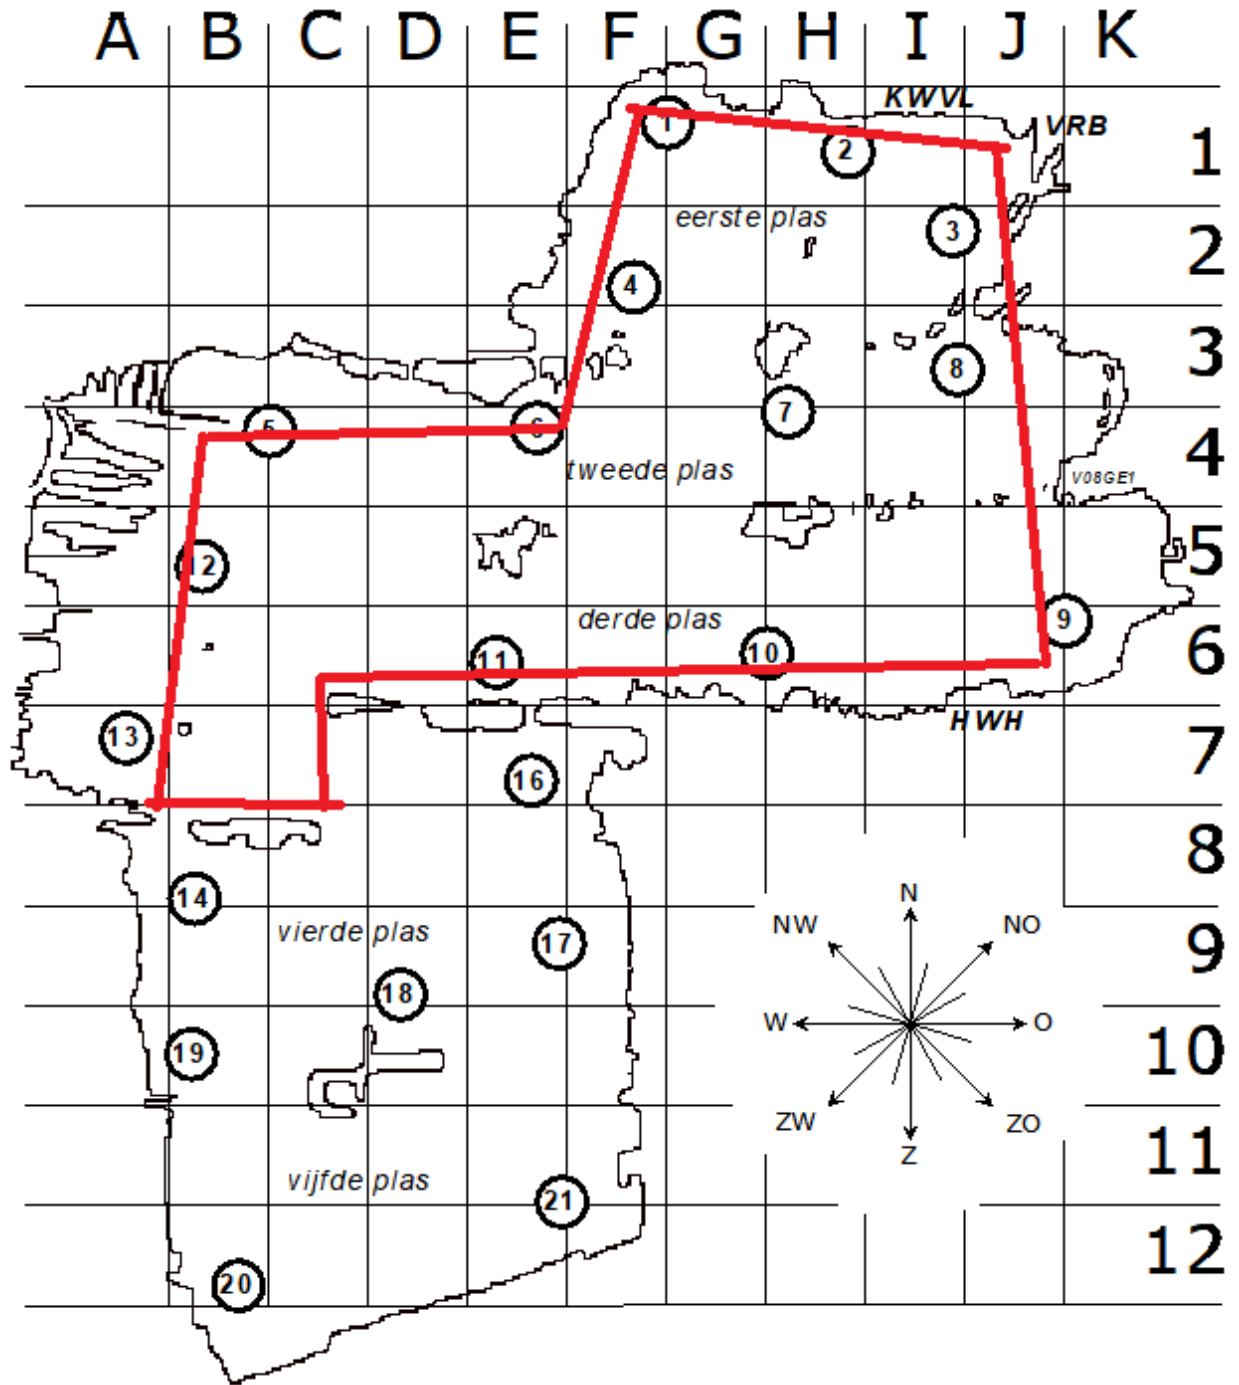 A B C D E F G H I J K
KWVL
VRB
1
1
2
eerste plas
3
2
4
3
8
7
5
6
4
tweede plas
V08GE1
5
12
derde plas
9
6
11
10
HWH
13
7
16
8
14
N
NW
NO
vierde plas
17
9
18
W
O
19
10
ZW
ZO
Z
11
vijfde plas
21
12
20